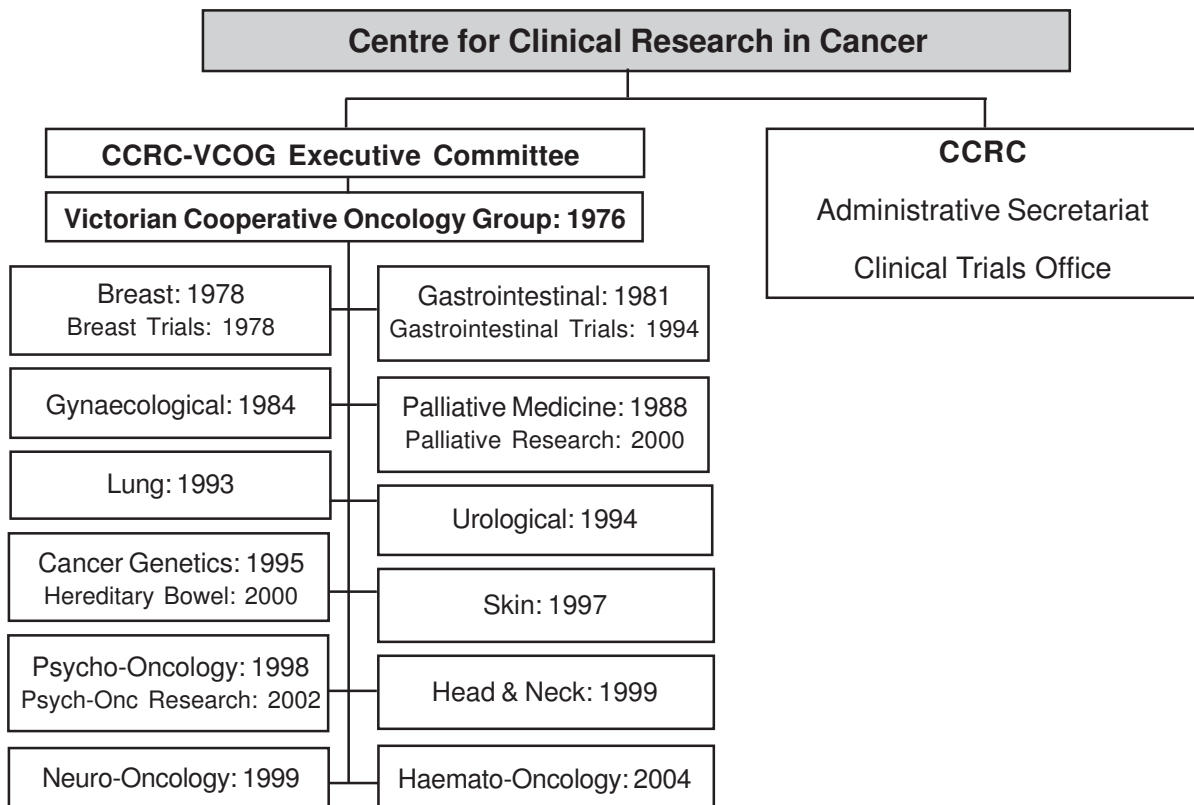 Centre for Clinical Research in Cancer
CCRC-VCOG Executive Committee
Victorian Cooperative Oncology Group: 1976
CCRC
Administrative Secretariat
Clinical Trials Office
Breast: 1978
Breast Trials: 1978
Gastrointestinal: 1981
Gastrointestinal Trials: 1994
Gynaecological: 1984
Palliative Medicine: 1988
Palliative Research: 2000
Lung: 1993
Urological: 1994
Cancer Genetics: 1995
Hereditary Bowel: 2000
Skin: 1997
Psycho-Oncology: 1998
Psych-Onc Research: 2002
Head & Neck: 1999
Neuro-Oncology: 1999
Haemato-Oncology: 2004